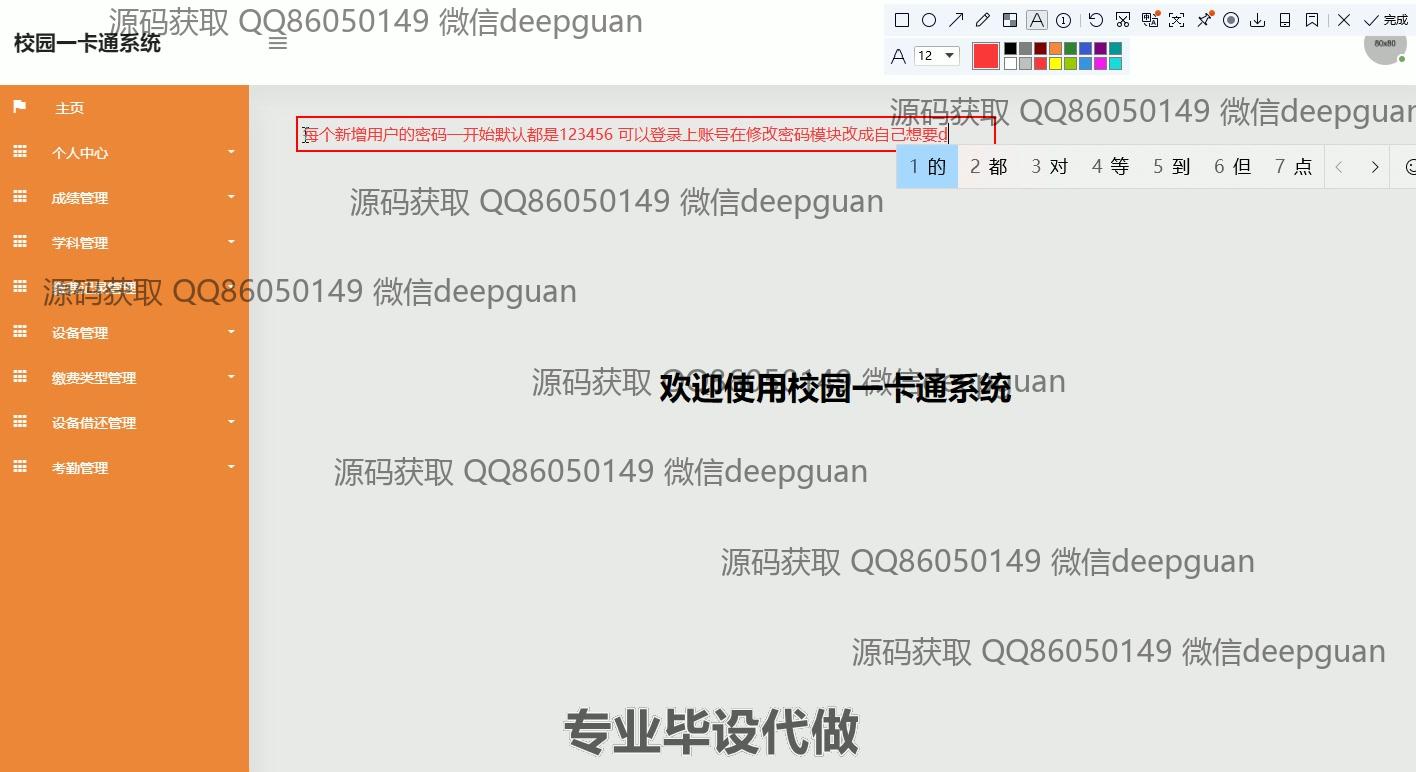 源码获取 QQ86050149 微信deepguan
校园一卡通系统
完成
12
80x80
主页
源码获取 QQ86050149 微信deepguan
每个新增用户的密码一开始默认都是123456 可以登录上账号在修改密码模块改成自己想要d
个人中心
1 的 2 都 3 对 4 等 5 到 6 但 7 点
成绩管理
源码获取 QQ86050149 微信deepguan
学科管理
源码获取 QQ86050149 微信deepguan
设备管理
缴费类型管理
源码获取 QQ86050149 微信deepguan
欢迎使用校园一卡通系统
设备借还管理
考勤管理
源码获取 QQ86050149 微信deepguan
源码获取 QQ86050149 微信deepguan
源码获取 QQ86050149 微信deepguan
专业毕设代做